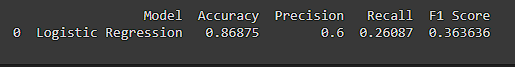 Model Accuracy Precision Recall F1 Score
0 Logistic Regression 0.86875 0.6 0.26087 0.363636